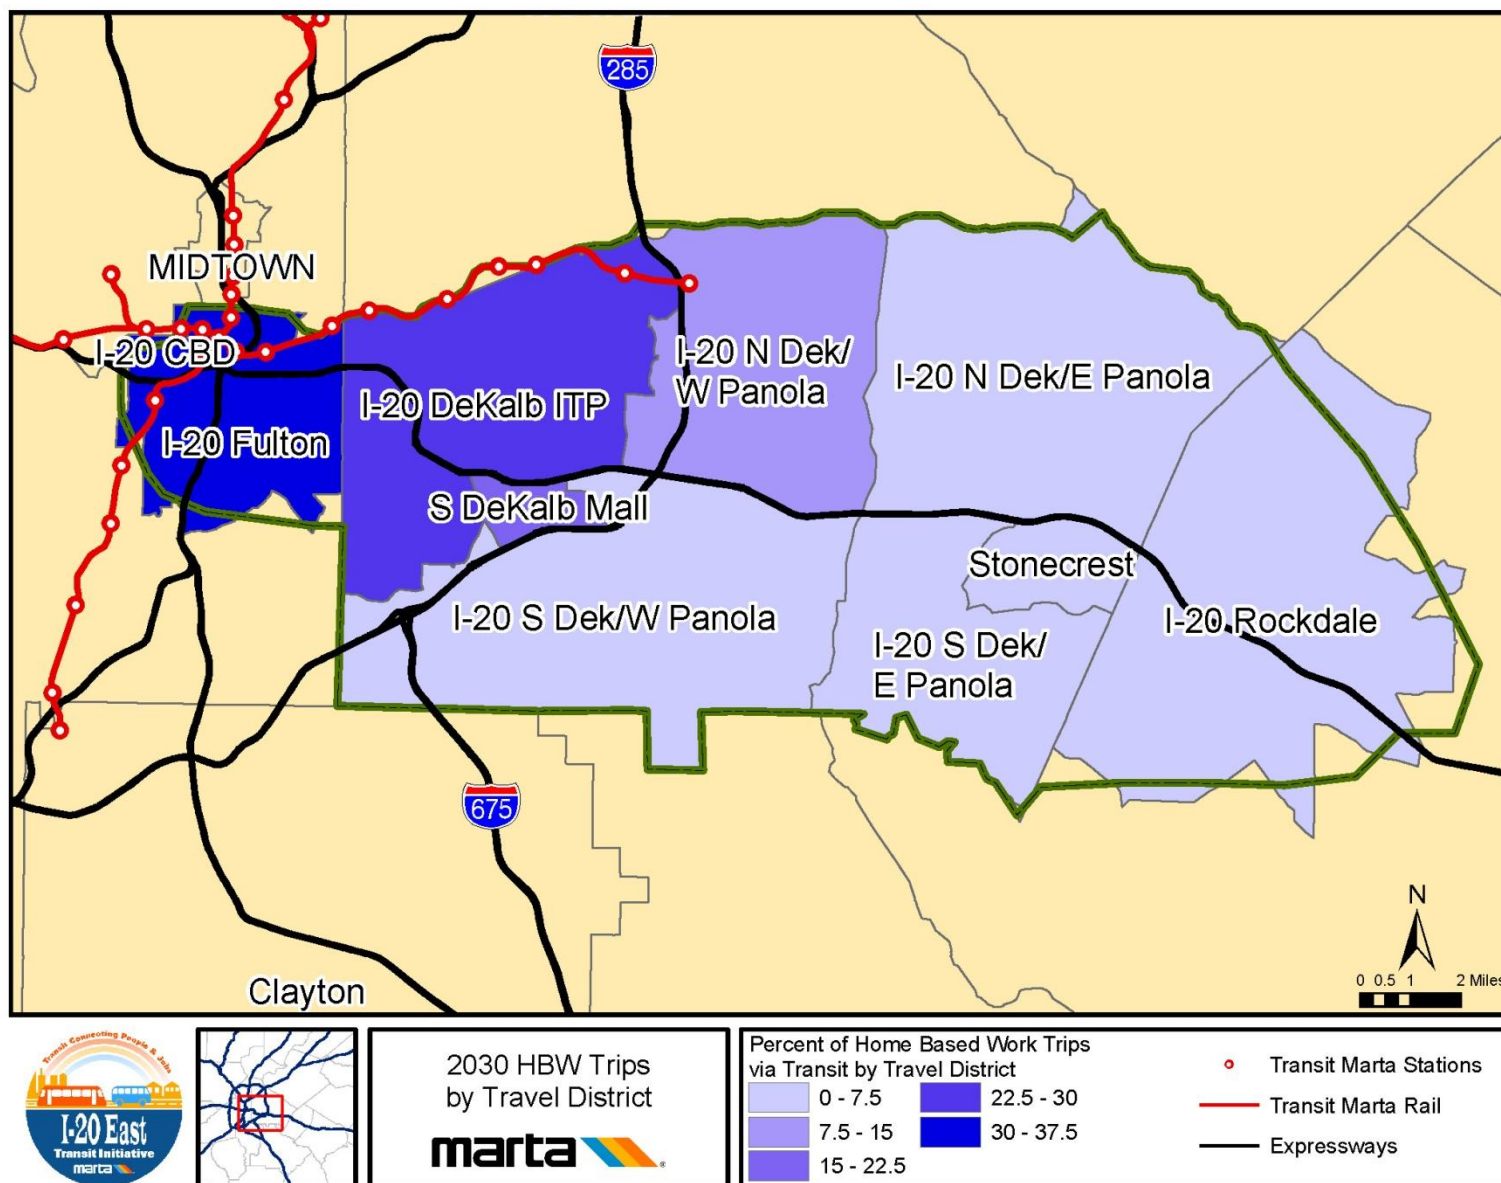 285
MIDTOWN
I-20 CBD
I-20 Fulton
I-20 DeKalb ITP
I-20 N Dek/
W Panola
I-20 N Dek/E Panola
S DeKalb Mall
Stonecrest
I-20 S Dek/W Panola
I-20 S Dek/
E Panola
I-20 Rockdale
675
Clayton
N
0 0.5 1 2 Miles
Transit Connecting People & Jobs
I-20 East
Transit Initiative
marta
2030 HBW Trips
by Travel District
marta
Percent of Home Based Work Trips
via Transit by Travel District
0 - 7.5
7.5 - 15
15 - 22.5
22.5 - 30
30 - 37.5
Transit Marta Stations
Transit Marta Rail
Expressways